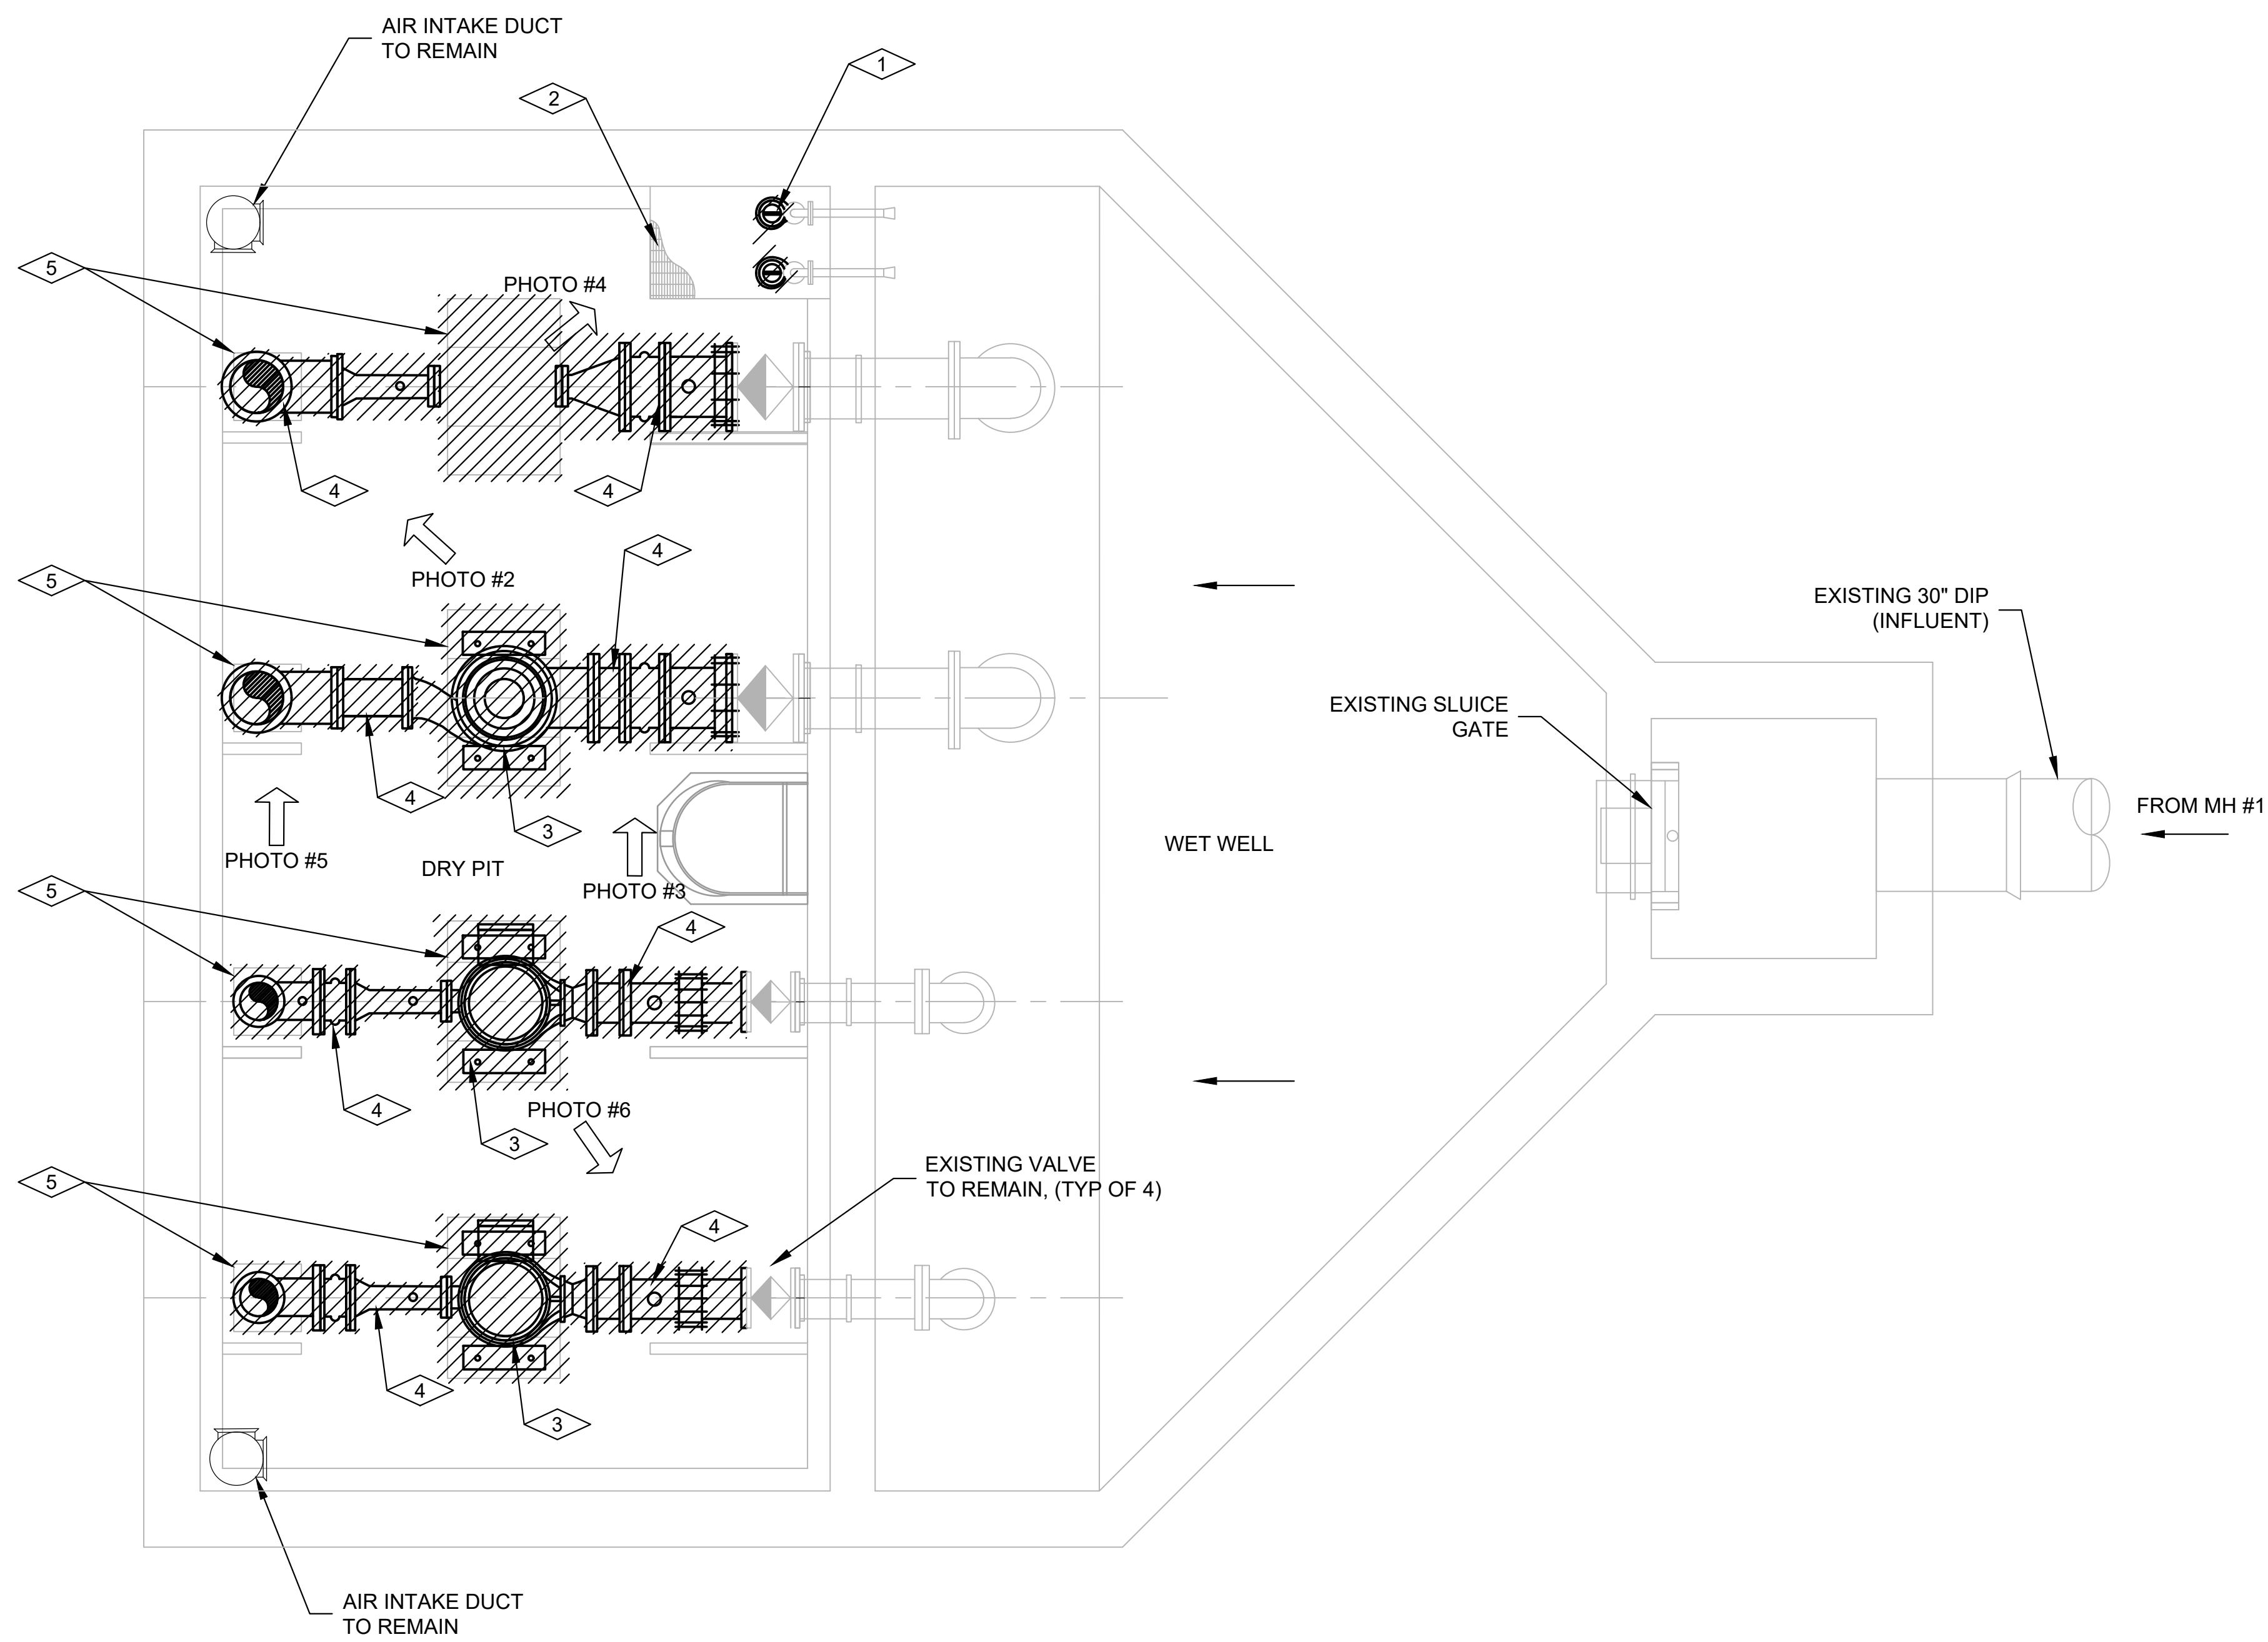 AIR INTAKE DUCT
TO REMAIN
1
2
5
PHOTO #4
4
4
PHOTO #2
4
5
EXISTING 30" DIP
(INFLUENT)
EXISTING SLUICE
GATE
FROM MH #1
4
3
PHOTO #5
DRY PIT
PHOTO #3
WET WELL
5
4
4
PHOTO #6
3
EXISTING VALVE
TO REMAIN, (TYP OF 4)
5
4
4
3
AIR INTAKE DUCT
TO REMAIN